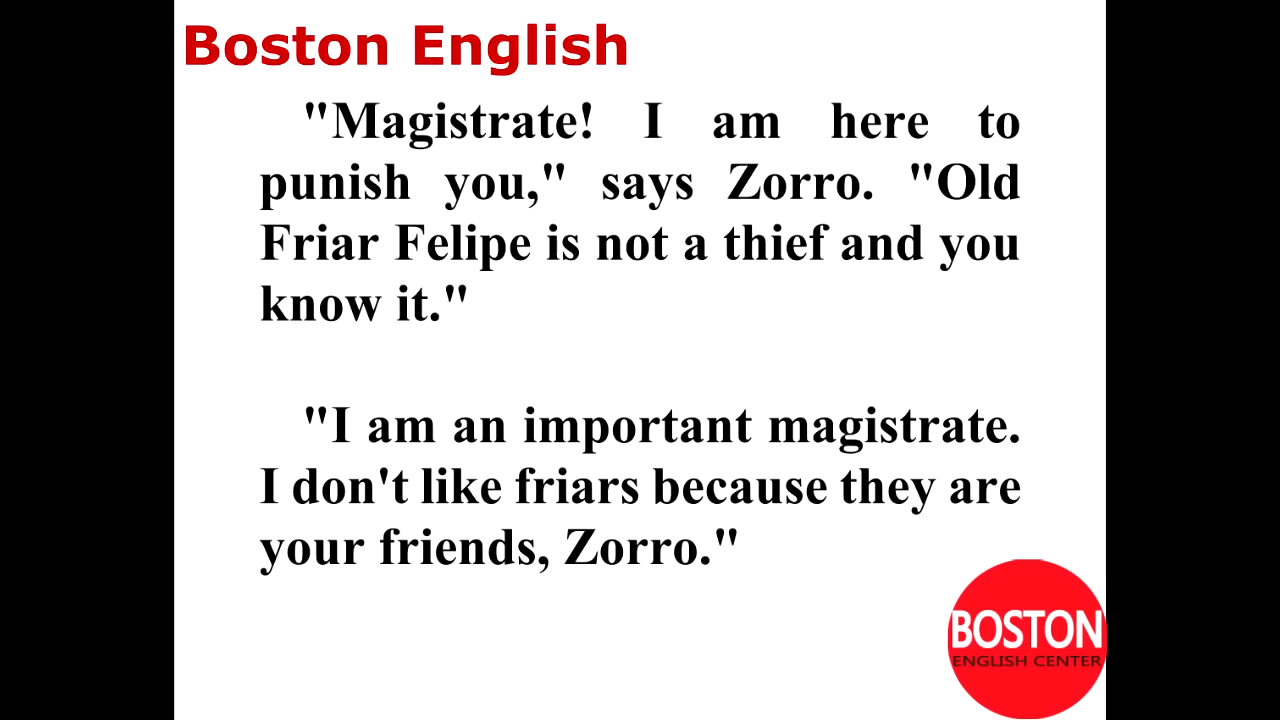 Boston English
"Magistrate! I am here to
punish you," says Zorro. "Old
Friar Felipe is not a thief and you
know it."
"I am an important magistrate.
I don't like friars because they are
your friends, Zorro."
BOSTON
ENGLISH CENTER